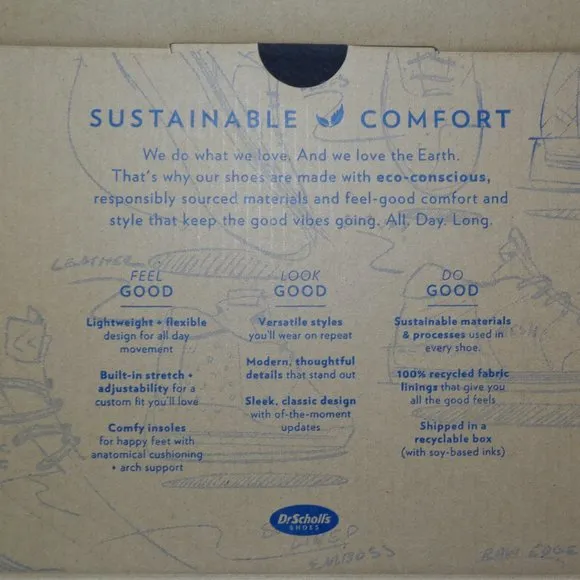 SUSTAINABLE COMFORT
We do what we love. And we love the Earth.
That's why our shoes are made with eco-conscious,
responsibly sourced materials and feel-good comfort and
style that keep the good vibes going. All. Day. Long.
LEATHER
FEEL
GOOD
Lightweight + flexible
design for all day
movement
Built-in stretch +
adjustability for a
custom fit you'll love
Comfy insoles
for happy feet with
anatomical cushioning
+ arch support
LOOK
GOOD
Versatile styles
you'll wear on repeat
Modern, thoughtful
details that stand out
Sleek, classic design
with of-the-moment
updates
DO
GOOD
Sustainable materials
& processes used in
every shoe.
100% recycled fabric
linings that give you
all the good feels
Shipped in a
recyclable box
(with soy-based inks)
Dr.Scholl's
SHOES
EMBOSS
RAW EDGE